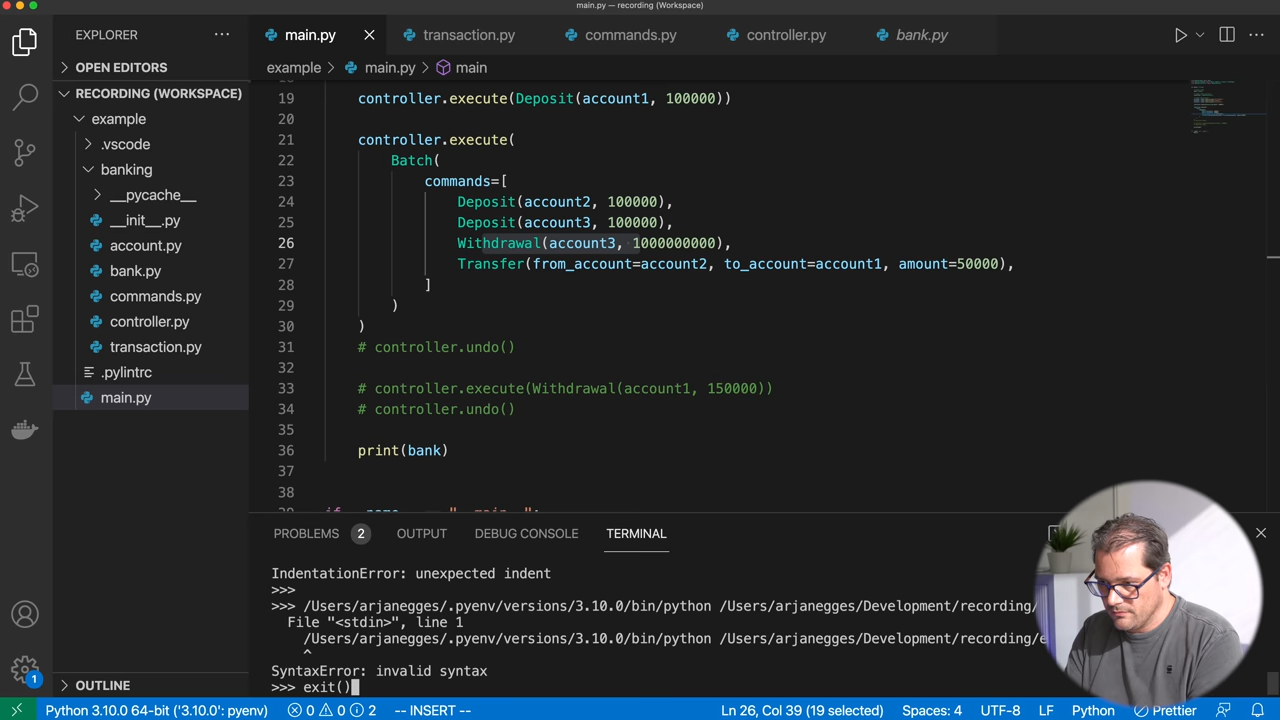 main.py — recording (Workspace)
EXPLORER
main.py
transaction.py
commands.py
controller.py
bank.py
OPEN EDITORS
example > main.py > main
RECORDING (WORKSPACE)
example
.vscode
banking
__pycache__
__init__.py
account.py
bank.py
commands.py
controller.py
transaction.py
.pylintrc
main.py
OUTLINE
19 controller.execute(Deposit(account1, 100000))
20
21 controller.execute(
22 Batch(
23 commands=[
24 Deposit(account2, 100000),
25 Deposit(account3, 100000),
26 Withdrawal(account3, 1000000000),
27 Transfer(from_account=account2, to_account=account1, amount=50000),
28 ]
29 )
30 )
31 # controller.undo()
32
33 # controller.execute(Withdrawal(account1, 150000))
34 # controller.undo()
35
36 print(bank)
37
38
PROBLEMS 2 OUTPUT DEBUG CONSOLE TERMINAL
IndentationError: unexpected indent
>>>
>>> /Users/arjanegges/.pyenv/versions/3.10.0/bin/python /Users/arjanegges/Development/recording/
File "<stdin>", line 1
/Users/arjanegges/.pyenv/versions/3.10.0/bin/python /Users/arjanegges/Development/recording/e
^
SyntaxError: invalid syntax
>>> exit()
1
Python 3.10.0 64-bit ('3.10.0': pyenv) 0 0 2 -- INSERT -- Ln 26, Col 39 (19 selected) Spaces: 4 UTF-8 LF Python Prettier